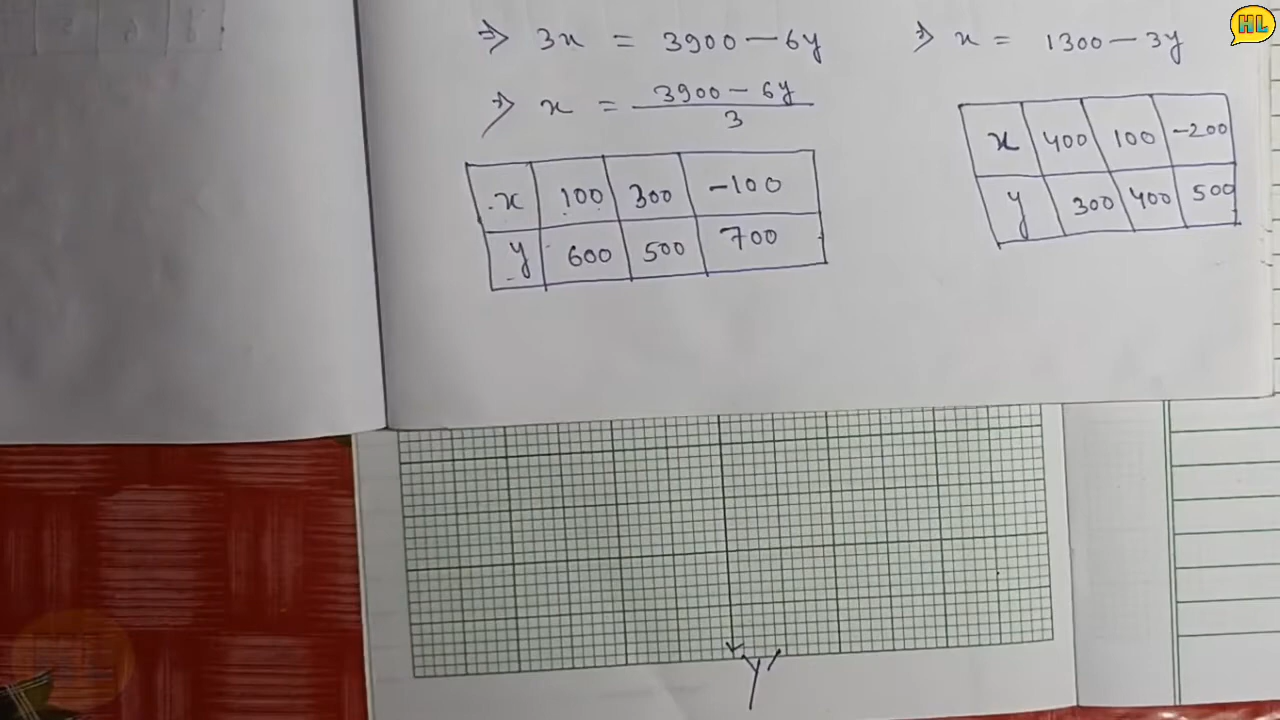 ⇒ 3x = 3900 – 6y
⇒ x = 3900 – 6y / 3
x 100 300 –100
y 600 500 700
⇒ x = 1300 – 3y
x 400 100 –200
y 300 400 500
Y'
HL